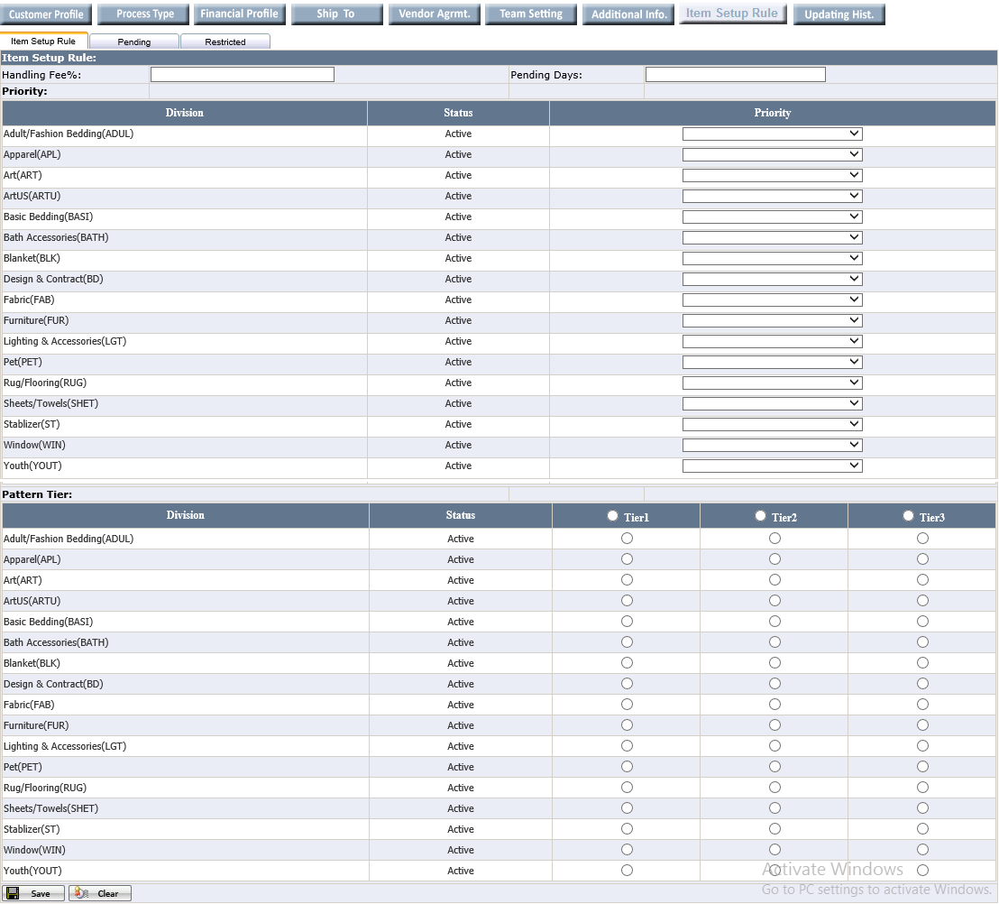 Customer Profile Process Type Financial Profile Ship To Vendor Agrmt. Team Setting Additional Info. Item Setup Rule Updating Hist.
Item Setup Rule Pending Restricted
Item Setup Rule:
Handling Fee%: Pending Days:
Priority:
Division Status Priority
Adult/Fashion Bedding(ADUL) Active
Apparel(APL) Active
Art(ART) Active
ArtUS(ARTU) Active
Basic Bedding(BASI) Active
Bath Accessories(BATH) Active
Blanket(BLK) Active
Design & Contract(BD) Active
Fabric(FAB) Active
Furniture(FUR) Active
Lighting & Accessories(LGT) Active
Pet(PET) Active
Rug/Flooring(RUG) Active
Sheets/Towels(SHET) Active
Stablizer(ST) Active
Window(WIN) Active
Youth(YOUT) Active
Pattern Tier:
Division Status Tier1 Tier2 Tier3
Adult/Fashion Bedding(ADUL) Active
Apparel(APL) Active
Art(ART) Active
ArtUS(ARTU) Active
Basic Bedding(BASI) Active
Bath Accessories(BATH) Active
Blanket(BLK) Active
Design & Contract(BD) Active
Fabric(FAB) Active
Furniture(FUR) Active
Lighting & Accessories(LGT) Active
Pet(PET) Active
Rug/Flooring(RUG) Active
Sheets/Towels(SHET) Active
Stablizer(ST) Active
Window(WIN) Active
Youth(YOUT) Active
Activate Windows
Go to PC settings to activate Windows.
Save Clear